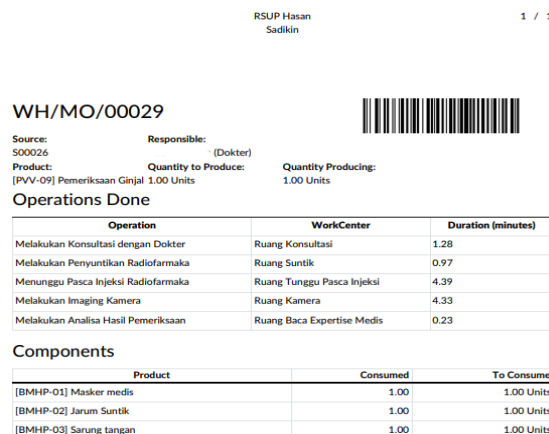 RSUP Hasan
Sadikin
1 /
WH/MO/00029
Source: Responsible:
S00026 (Dokter)
Product: Quantity to Produce: Quantity Producing:
[PVV-09] Pemeriksaan Ginjal 1.00 Units 1.00 Units
Operations Done
Operation WorkCenter Duration (minutes)
Melakukan Konsultasi dengan Dokter Ruang Konsultasi 1.28
Melakukan Penyuntikan Radiofarmaka Ruang Suntik 0.97
Menunggu Pasca Injeksi Radiofarmaka Ruang Tunggu Pasca Injeksi 4.39
Melakukan Imaging Kamera Ruang Kamera 4.33
Melakukan Analisa Hasil Pemeriksaan Ruang Baca Expertise Medis 0.23
Components
Product Consumed To Consume
[BMHP-01] Masker medis 1.00 1.00 Units
[BMHP-02] Jarum Suntik 1.00 1.00 Units
[BMHP-03] Sarung tangan 1.00 1.00 Units